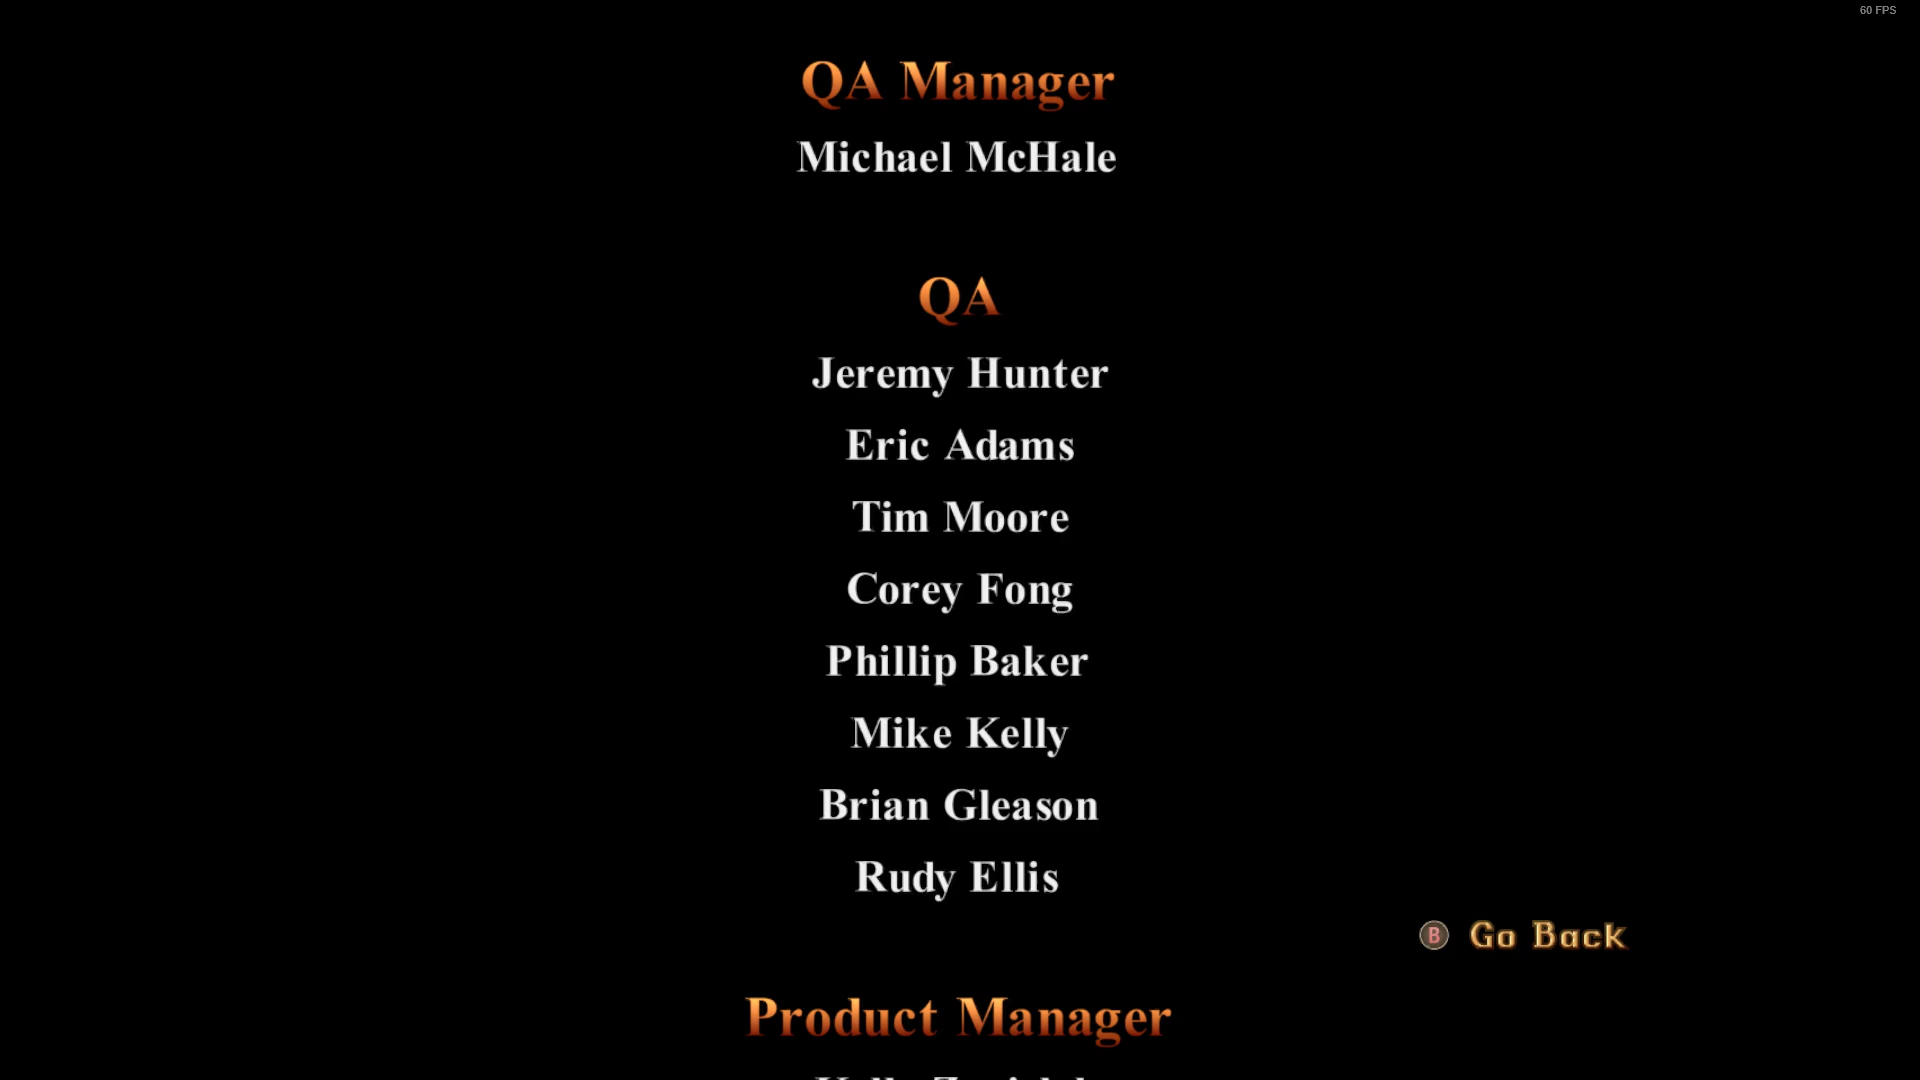 60 FPS
QA Manager
Michael McHale
QA
Jeremy Hunter
Eric Adams
Tim Moore
Corey Fong
Phillip Baker
Mike Kelly
Brian Gleason
Rudy Ellis
B Go Back
Product Manager